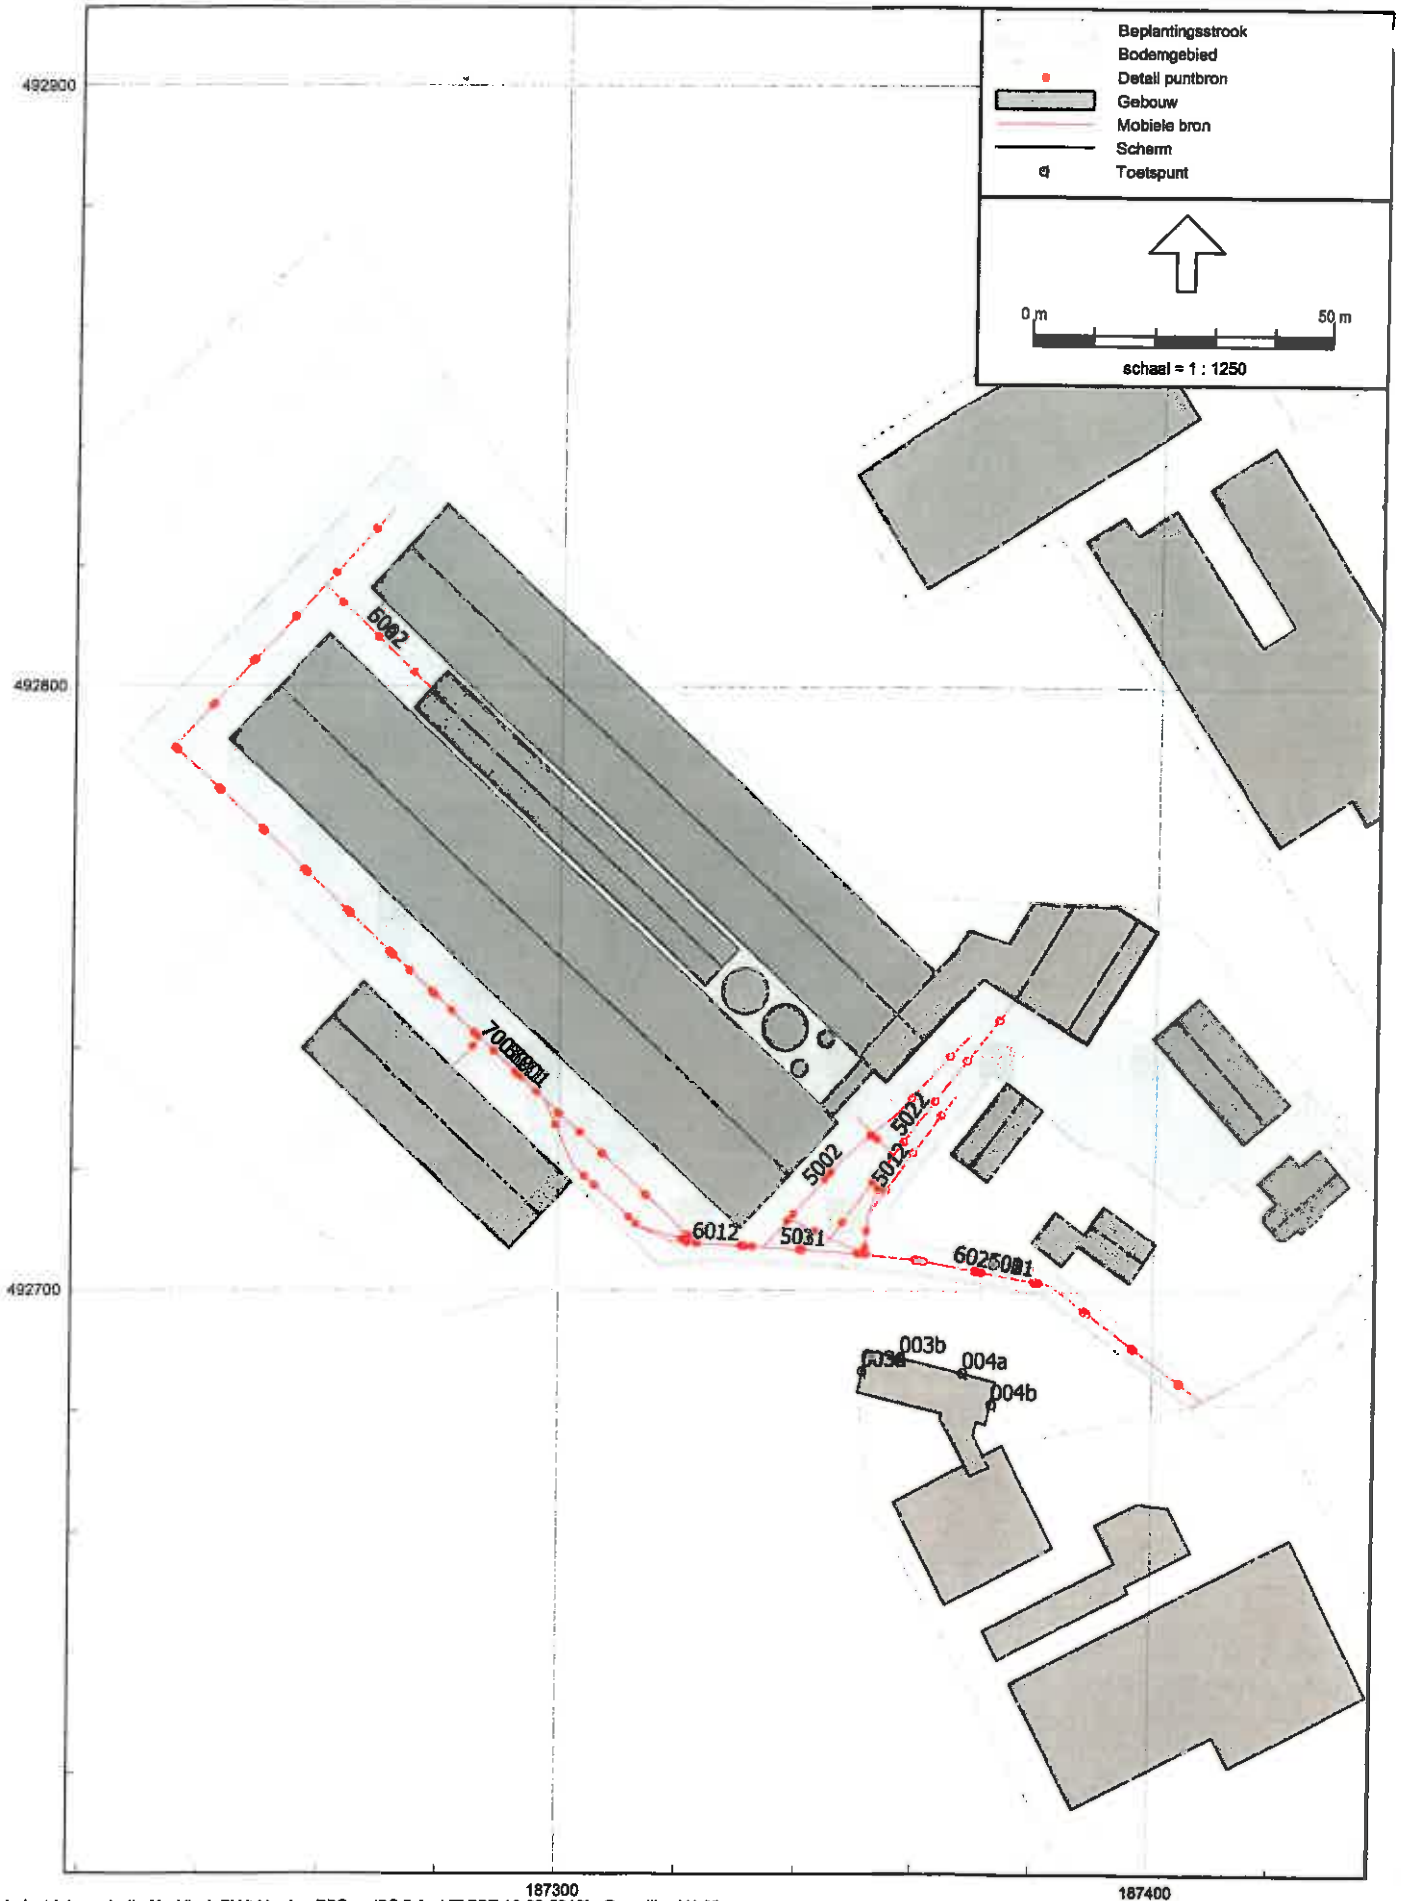 Beplantingsstrook
Bodemgebied
Detail puntbron
Gebouw
Mobiele bron
Scherm
Toetspunt
0 m 50 m
schaal = 1 : 1250
492900
492800
492700
6002
5022
5002
5012
6012
5031
003b
004a
004b
187300
187400